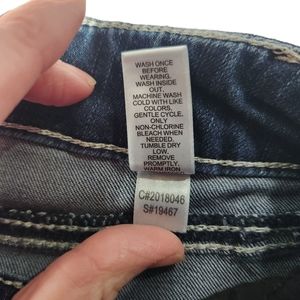 WASH ONCE
BEFORE
WEARING.
WASH INSIDE
OUT.
MACHINE WASH
COLD WITH LIKE
COLORS.
GENTLE CYCLE.
ONLY
NON-CHLORINE
BLEACH WHEN
NEEDED.
TUMBLE DRY
LOW.
REMOVE
PROMPTLY.
WARM IRON
C#2018046
S#19467